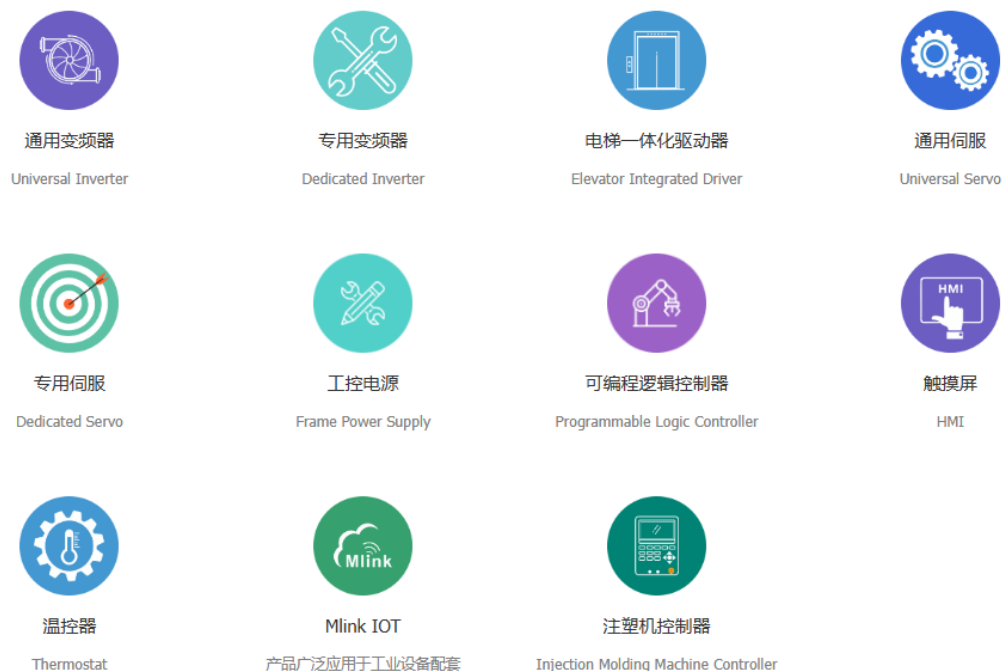 通用变频器
Universal Inverter
专用变频器
Dedicated Inverter
电梯一体化驱动器
Elevator Integrated Driver
通用伺服
Universal Servo
专用伺服
Dedicated Servo
工控电源
Frame Power Supply
可编程逻辑控制器
Programmable Logic Controller
HMI
触摸屏
HMI
温控器
Thermostat
Mlink
Mlink IOT
产品广泛应用于工业设备配套
注塑机控制器
Injection Molding Machine Controller